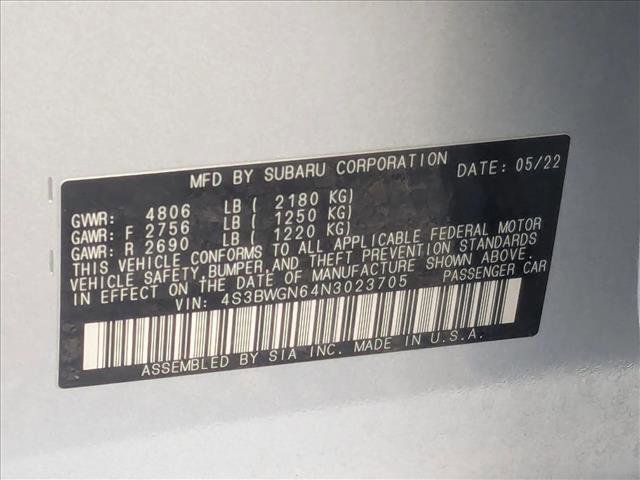 MFD BY SUBARU CORPORATION DATE: 05/22
GVWR: 4806 LB ( 2180 KG)
GAWR: F 2756 LB ( 1250 KG)
GAWR: R 2690 LB ( 1220 KG)
THIS VEHICLE CONFORMS TO ALL APPLICABLE FEDERAL MOTOR
VEHICLE SAFETY,BUMPER,AND THEFT PREVENTION STANDARDS
IN EFFECT ON THE DATE OF MANUFACTURE SHOWN ABOVE.
VIN: 4S3BWGN64N3023705 PASSENGER CAR
ASSEMBLED BY SIA INC. MADE IN U.S.A.